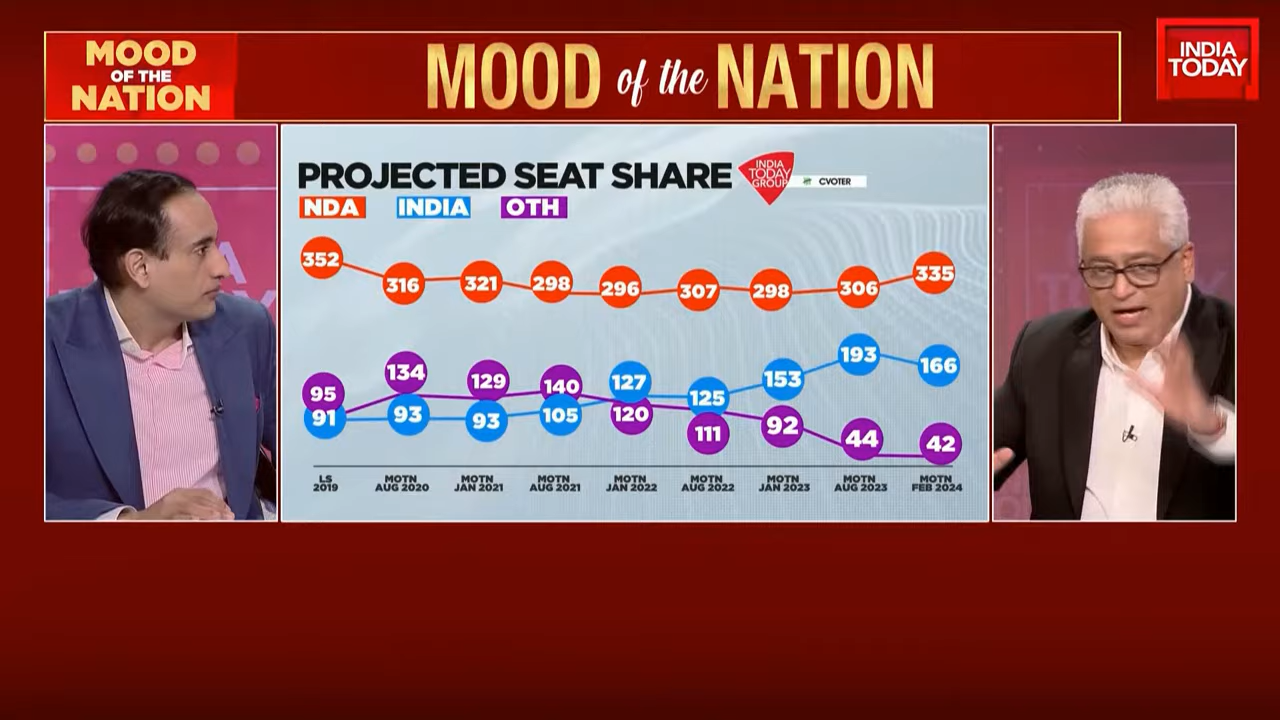 MOOD
OF THE
NATION
MOOD of the NATION
INDIA
TODAY
PROJECTED SEAT SHARE
INDIA
TODAY
GROUP
CVOTER
NDA INDIA OTH
352 316 321 298 296 307 298 306 335
91 93 93 105 127 125 153 193 166
95 134 129 140 120 111 92 44 42
LS MOTN MOTN MOTN MOTN MOTN MOTN MOTN MOTN
2019 AUG 2020 JAN 2021 AUG 2021 JAN 2022 AUG 2022 JAN 2023 AUG 2023 FEB 2024